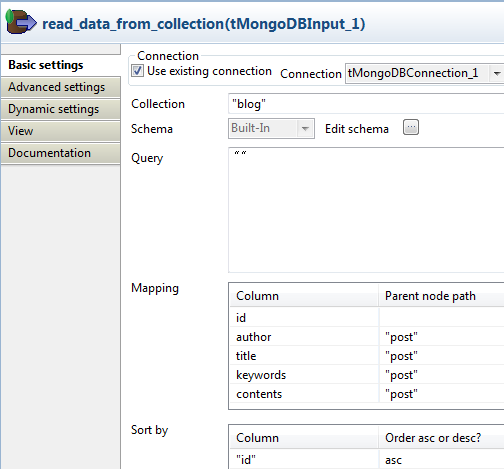 read_data_from_collection(tMongoDBInput_1)
Basic settings
Advanced settings
Dynamic settings
View
Documentation
Connection
Use existing connection Connection tMongoDBConnection_1
Collection "blog"
Schema Built-In Edit schema ...
Query ""
Mapping
Column Parent node path
id
author "post"
title "post"
keywords "post"
contents "post"
Sort by
Column Order asc or desc?
"id" asc